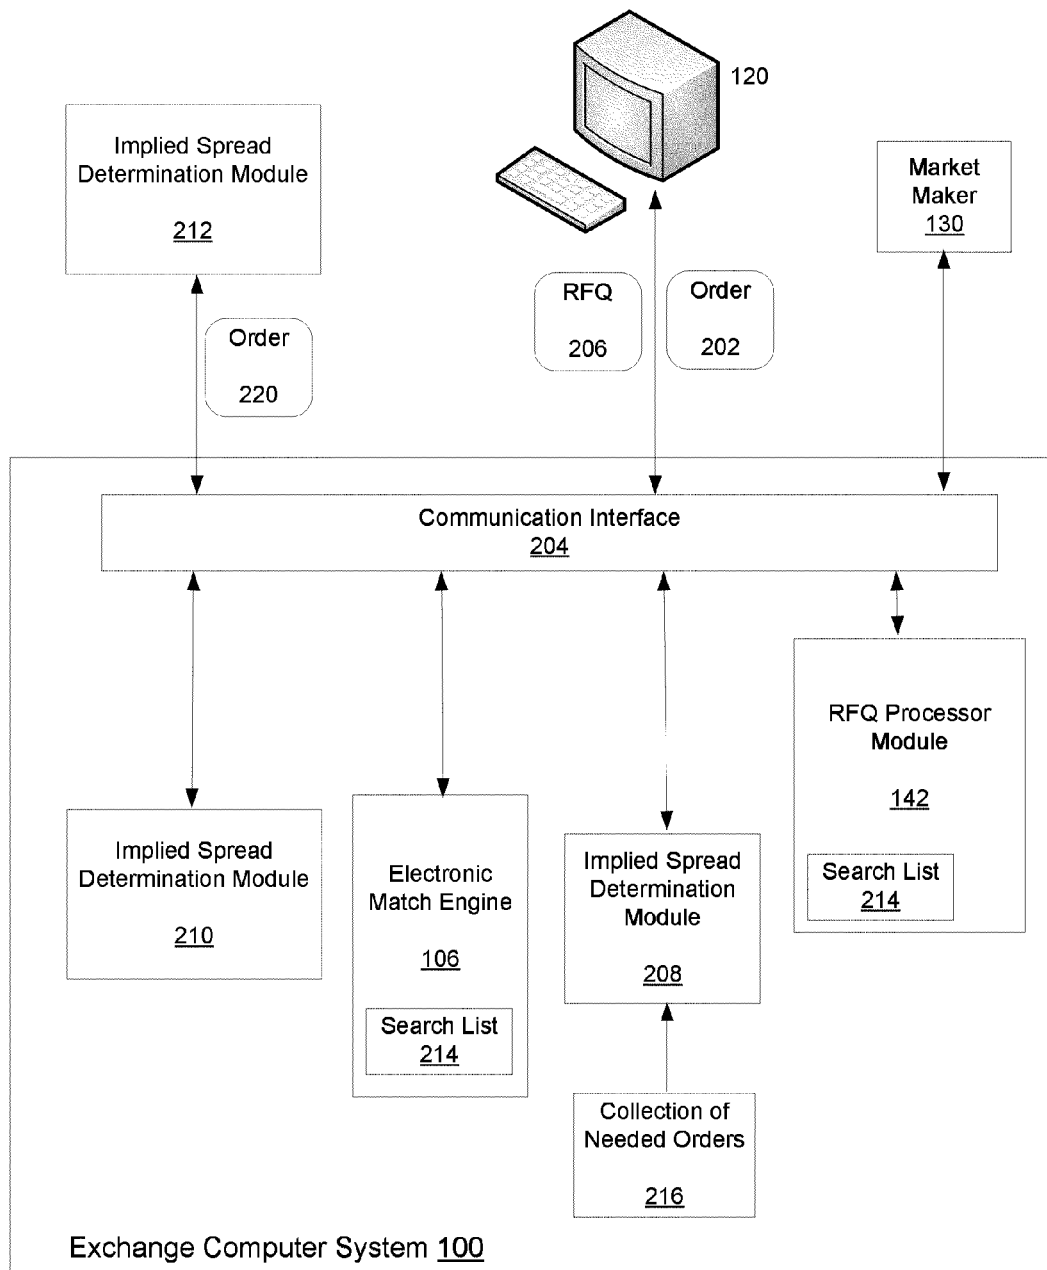 120
Implied Spread
Determination Module
212
Market
Maker
130
RFQ
206
Order
202
Order
220
Communication Interface
204
RFQ Processor
Module
142
Search List
214
Implied Spread
Determination Module
210
Electronic
Match Engine
106
Search List
214
Implied Spread
Determination
Module
208
Collection of
Needed Orders
216
Exchange Computer System 100